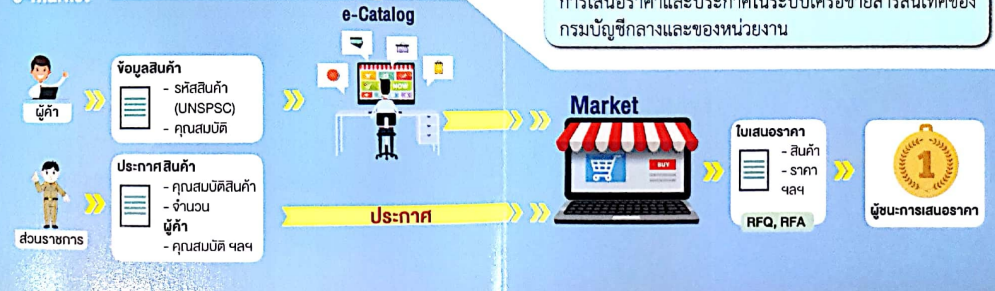 e-Market
e-Catalog
การเสนอราคาและประกาศในระบบเครือข่ายสารสนเทศของ
กรมบัญชีกลางและของหน่วยงาน
ผู้ค้า
ข้อมูลสินค้า
- รหัสสินค้า
(UNSPSC)
- คุณสมบัติ
NOW
ส่วนราชการ
ประกาศสินค้า
- คุณสมบัติสินค้า
- จำนวน
ผู้ค้า
- คุณสมบัติ ฯลฯ
ประกาศ
Market
BUY
ใบเสนอราคา
- สินค้า
- ราคา
ฯลฯ
RFQ, RFA
1
ผู้ชนะการเสนอราคา